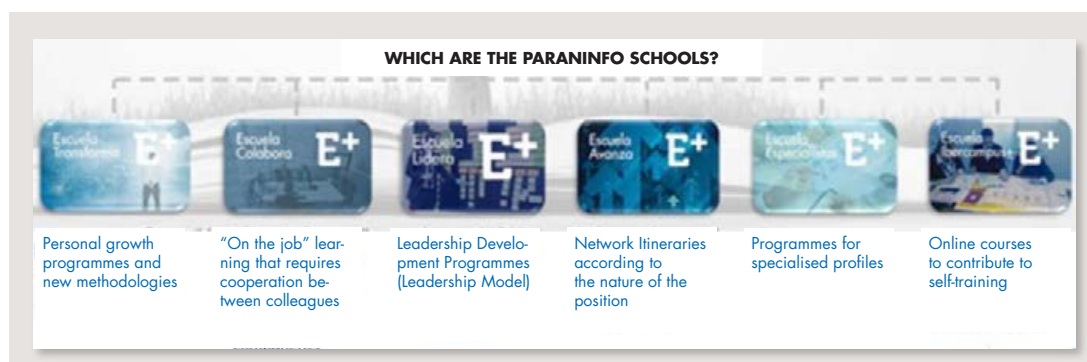 WHICH ARE THE PARANINFO SCHOOLS?
Escuela
Transforma
E+
Escuela
Colabora
E+
Escuela
Lidera
E+
Escuela
Avanza
E+
Escuela
Especialistas
E+
Escuela
Ibercampus
E+
Personal growth
programmes and
new methodologies
“On the job” lear-
ning that requires
cooperation be-
tween colleagues
Leadership Develo-
pment Programmes
(Leadership Model)
Network Itineraries
according to
the nature of the
position
Programmes for
specialised profiles
Online courses
to contribute to
self-training